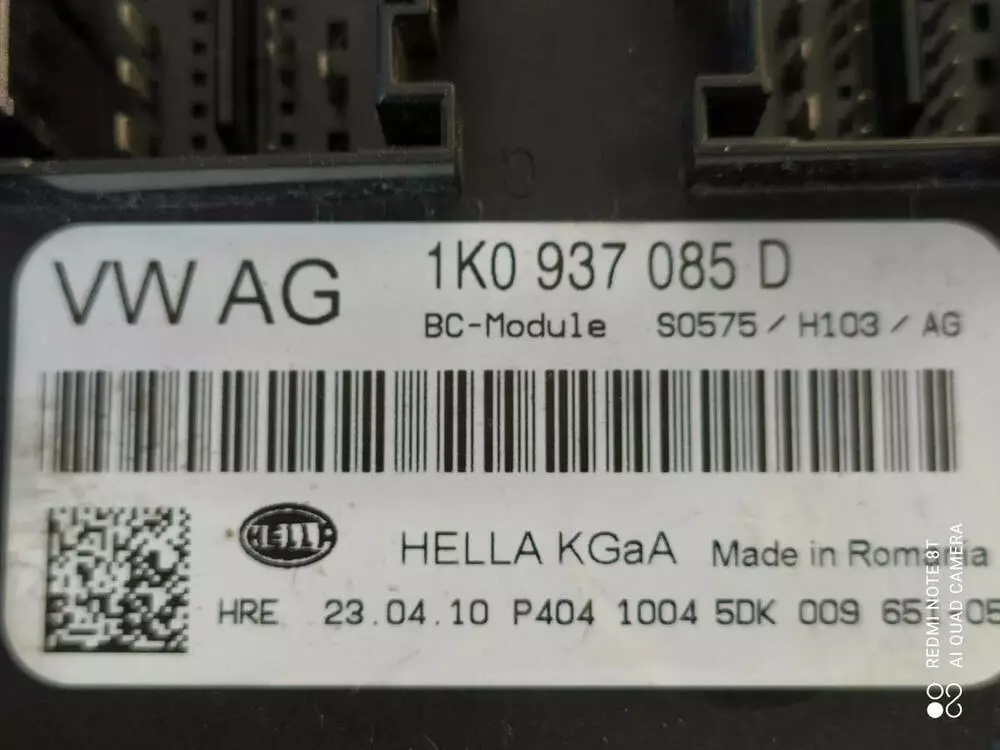 VW AG
1K0 937 085 D
BC-Module S0575 / H103 / AG
HELLA
HELLA KGaA Made in Romania
HRE 23.04.10 P404 1004 5DK 009
REDMI NOTE 8T
AI QUAD CAMERA